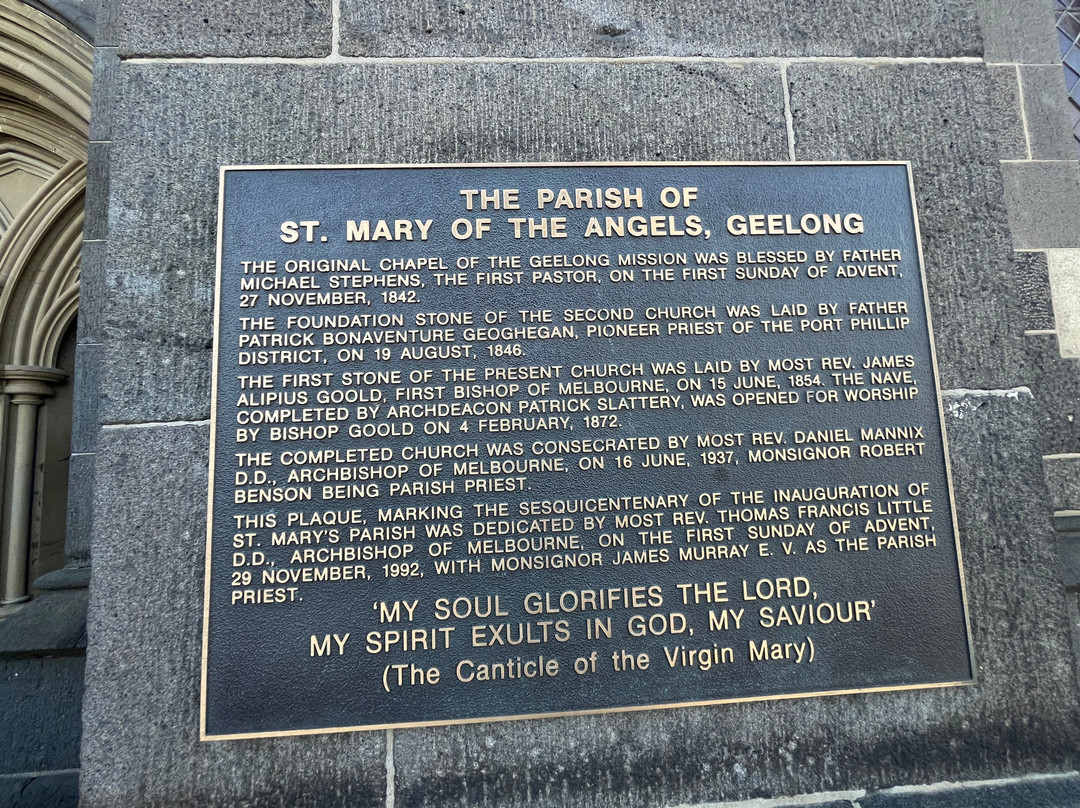 THE PARISH OF
ST. MARY OF THE ANGELS, GEELONG
THE ORIGINAL CHAPEL OF THE GEELONG MISSION WAS BLESSED BY FATHER
MICHAEL STEPHENS, THE FIRST PASTOR, ON THE FIRST SUNDAY OF ADVENT,
27 NOVEMBER, 1842.
THE FOUNDATION STONE OF THE SECOND CHURCH WAS LAID BY FATHER
PATRICK BONAVENTURE GEOGHEGAN, PIONEER PRIEST OF THE PORT PHILLIP
DISTRICT, ON 19 AUGUST, 1846.
THE FIRST STONE OF THE PRESENT CHURCH WAS LAID BY MOST REV. JAMES
ALIPIUS GOOLD, FIRST BISHOP OF MELBOURNE, ON 15 JUNE, 1854. THE NAVE,
COMPLETED BY ARCHDEACON PATRICK SLATTERY, WAS OPENED FOR WORSHIP
BY BISHOP GOOLD ON 4 FEBRUARY, 1872.
THE COMPLETED CHURCH WAS CONSECRATED BY MOST REV. DANIEL MANNIX
D.D., ARCHBISHOP OF MELBOURNE, ON 16 JUNE, 1937, MONSIGNOR ROBERT
BENSON BEING PARISH PRIEST.
THIS PLAQUE, MARKING THE SESQUICENTENARY OF THE INAUGURATION OF
ST. MARY'S PARISH WAS DEDICATED BY MOST REV. THOMAS FRANCIS LITTLE
D.D., ARCHBISHOP OF MELBOURNE, ON THE FIRST SUNDAY OF ADVENT,
29 NOVEMBER, 1992, WITH MONSIGNOR JAMES MURRAY E. V. AS THE PARISH
PRIEST.
'MY SOUL GLORIFIES THE LORD,
MY SPIRIT EXULTS IN GOD, MY SAVIOUR'
(The Canticle of the Virgin Mary)